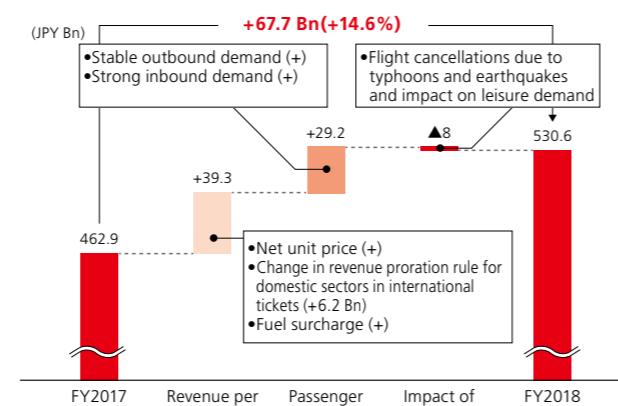 +67.7 Bn(+14.6%)
(JPY Bn)
•Stable outbound demand (+)
•Strong inbound demand (+)
•Flight cancellations due to
typhoons and earthquakes
and impact on leisure demand
+29.2
▲8
530.6
+39.3
462.9
•Net unit price (+)
•Change in revenue proration rule for
domestic sectors in international
tickets (+6.2 Bn)
•Fuel surcharge (+)
FY2017
Revenue per
Passenger
Impact of
FY2018